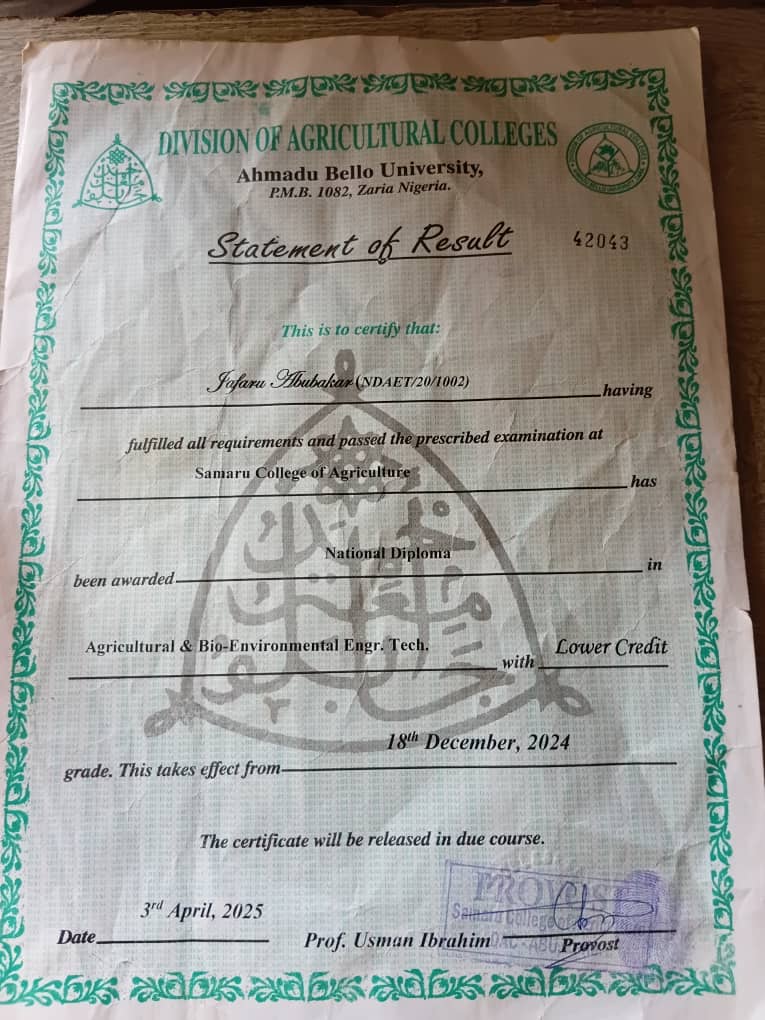 DIVISION OF AGRICULTURAL COLLEGES
Ahmadu Bello University,
P.M.B. 1082, Zaria Nigeria.
Statement of Result
42043
This is to certify that:
Jafaru Abubakar (NDAET/20/1002) having
fulfilled all requirements and passed the prescribed examination at
Samaru College of Agriculture has
National Diploma
been awarded in
Agricultural & Bio-Environmental Engr. Tech. with Lower Credit
18th December, 2024
grade. This takes effect from
The certificate will be released in due course.
PROVOST
Samaru College of
DAC - ABU
3rd April, 2025
Date Prof. Usman Ibrahim Provost